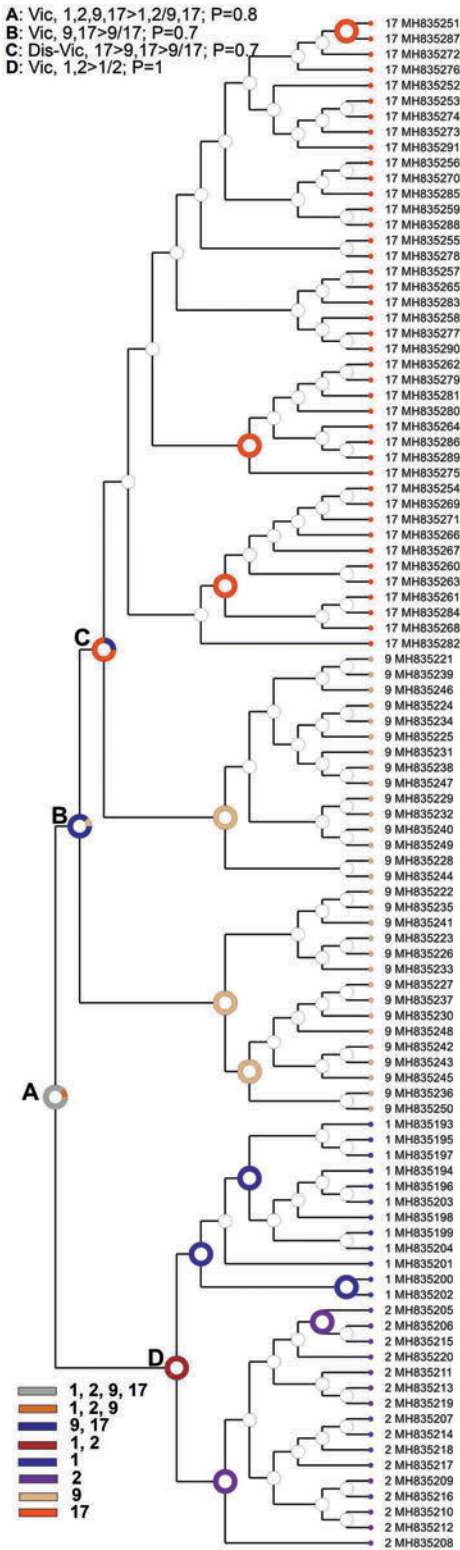 A: Vic, 1,2,9,17>1,2/9,17; P=0.8
B: Vic, 9,17>9/17; P=0.7
C: Dis-Vic, 17>9,17>9/17; P=0.7
D: Vic, 1,2>1/2; P=1
17 MH835251
17 MH835287
17 MH835272
17 MH835276
17 MH835252
17 MH835253
17 MH835274
17 MH835273
17 MH835291
17 MH835256
17 MH835270
17 MH835285
17 MH835259
17 MH835288
17 MH835255
17 MH835278
17 MH835257
17 MH835265
17 MH835283
17 MH835258
17 MH835277
17 MH835290
17 MH835262
17 MH835279
17 MH835281
17 MH835280
17 MH835264
17 MH835286
17 MH835289
17 MH835275
17 MH835254
17 MH835269
17 MH835271
17 MH835266
17 MH835267
17 MH835260
17 MH835263
17 MH835261
17 MH835284
17 MH835268
C
17 MH835282
9 MH835221
9 MH835239
9 MH835246
9 MH835224
9 MH835234
9 MH835225
9 MH835231
9 MH835238
9 MH835247
9 MH835229
B
9 MH835232
9 MH835240
9 MH835249
9 MH835228
9 MH835244
9 MH835222
9 MH835235
9 MH835241
9 MH835223
9 MH835226
9 MH835233
9 MH835227
9 MH835237
9 MH835230
9 MH835248
9 MH835242
9 MH835243
9 MH835245
A
9 MH835236
9 MH835250
1 MH835193
1 MH835195
1 MH835197
1 MH835194
1 MH835196
1 MH835203
1 MH835198
1 MH835199
1 MH835204
1 MH835201
1 MH835200
1 MH835202
2 MH835205
2 MH835206
2 MH835215
D
2 MH835220
2 MH835211
2 MH835213
2 MH835219
2 MH835207
2 MH835214
2 MH835218
2 MH835217
2 MH835209
2 MH835216
2 MH835210
2 MH835212
2 MH835208
1, 2, 9, 17
1, 2, 9
9, 17
1, 2
1
2
9
17